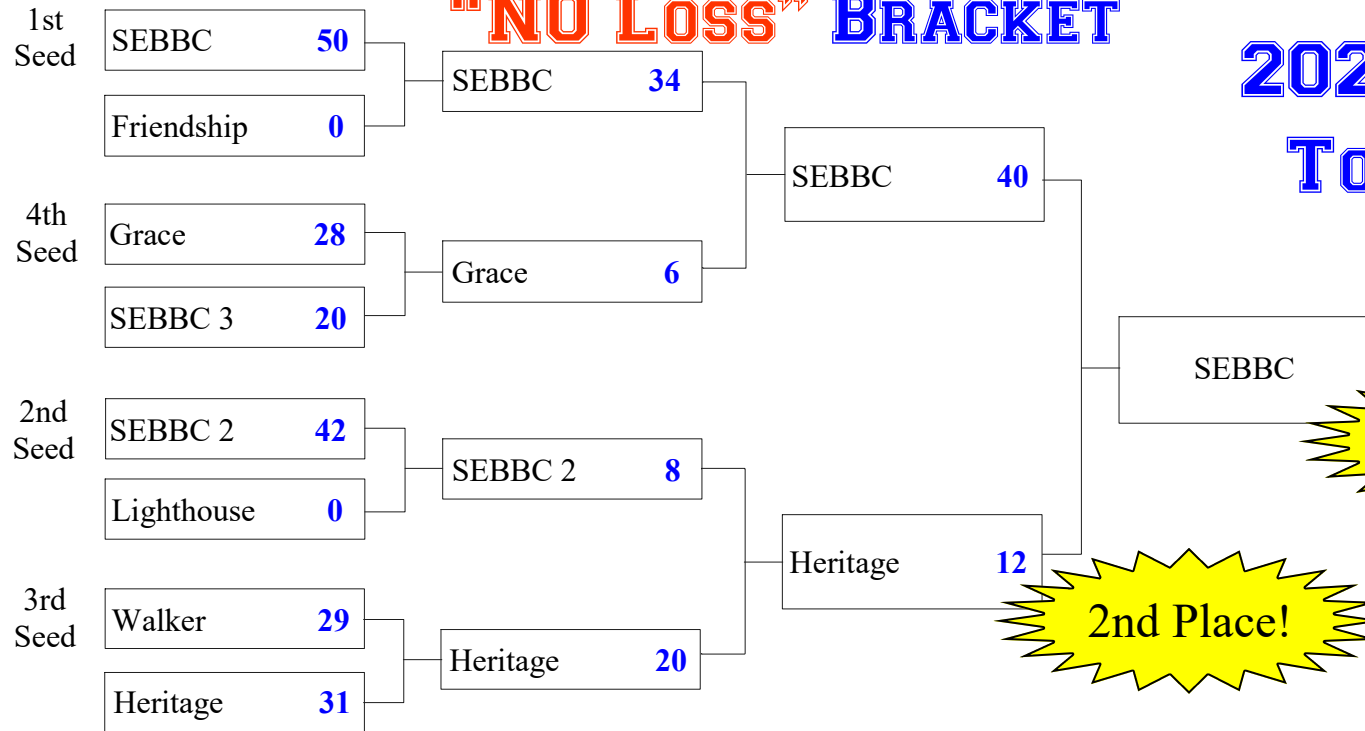 "No Loss" Bracket
202
To
1st
Seed
SEBBC 50
Friendship 0
4th
Seed
Grace 28
SEBBC 3 20
2nd
Seed
SEBBC 2 42
Lighthouse 0
3rd
Seed
Walker 29
Heritage 31
SEBBC 34
Grace 6
SEBBC 2 8
Heritage 20
SEBBC 40
Heritage 12
SEBBC
2nd Place!